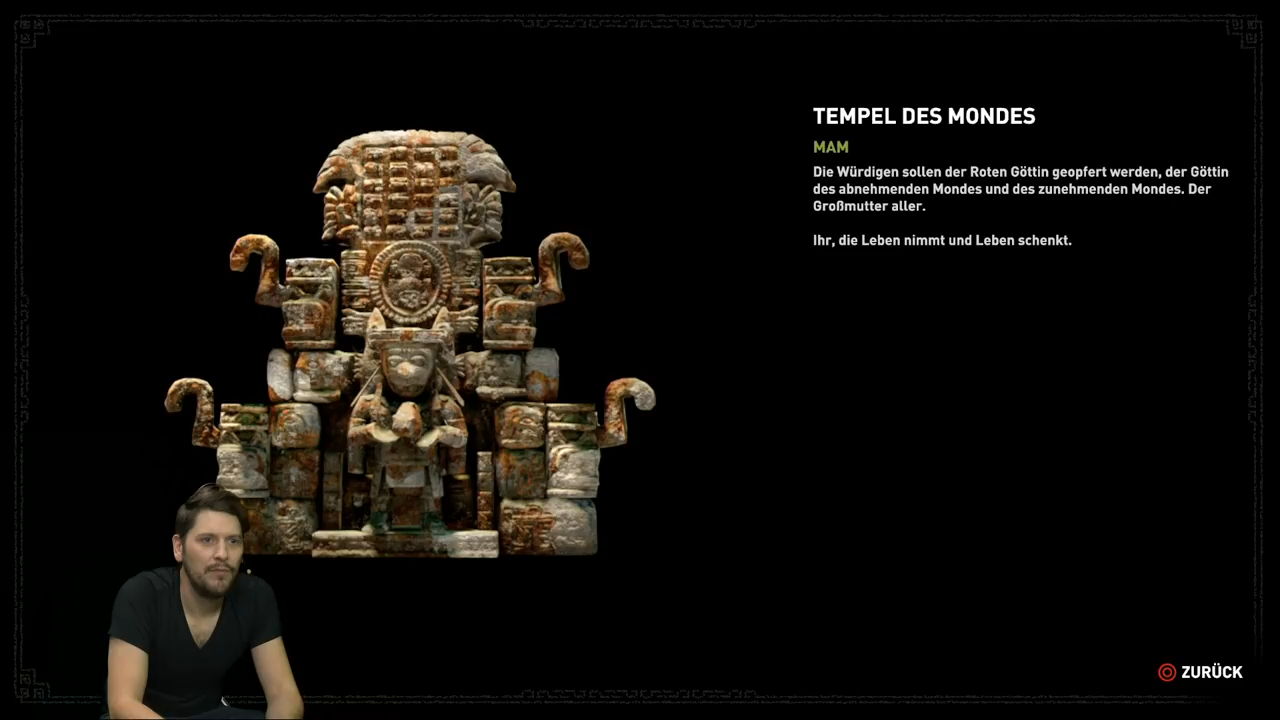 TEMPEL DES MONDES
MAM
Die Würdigen sollen der Roten Göttin geopfert werden, der Göttin
des abnehmenden Mondes und des zunehmenden Mondes. Der
Großmutter aller.
Ihr, die Leben nimmt und Leben schenkt.
ZURÜCK